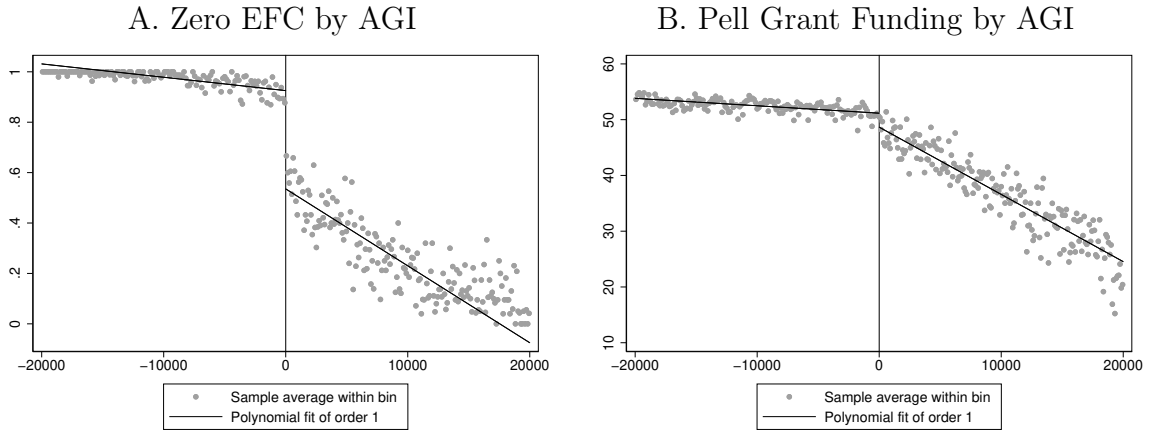 A. Zero EFC by AGI
1
.8
.6
.4
.2
0
−20000 −10000 0 10000 20000
Sample average within bin
Polynomial fit of order 1
B. Pell Grant Funding by AGI
60
50
40
30
20
10
−20000 −10000 0 10000 20000
Sample average within bin
Polynomial fit of order 1